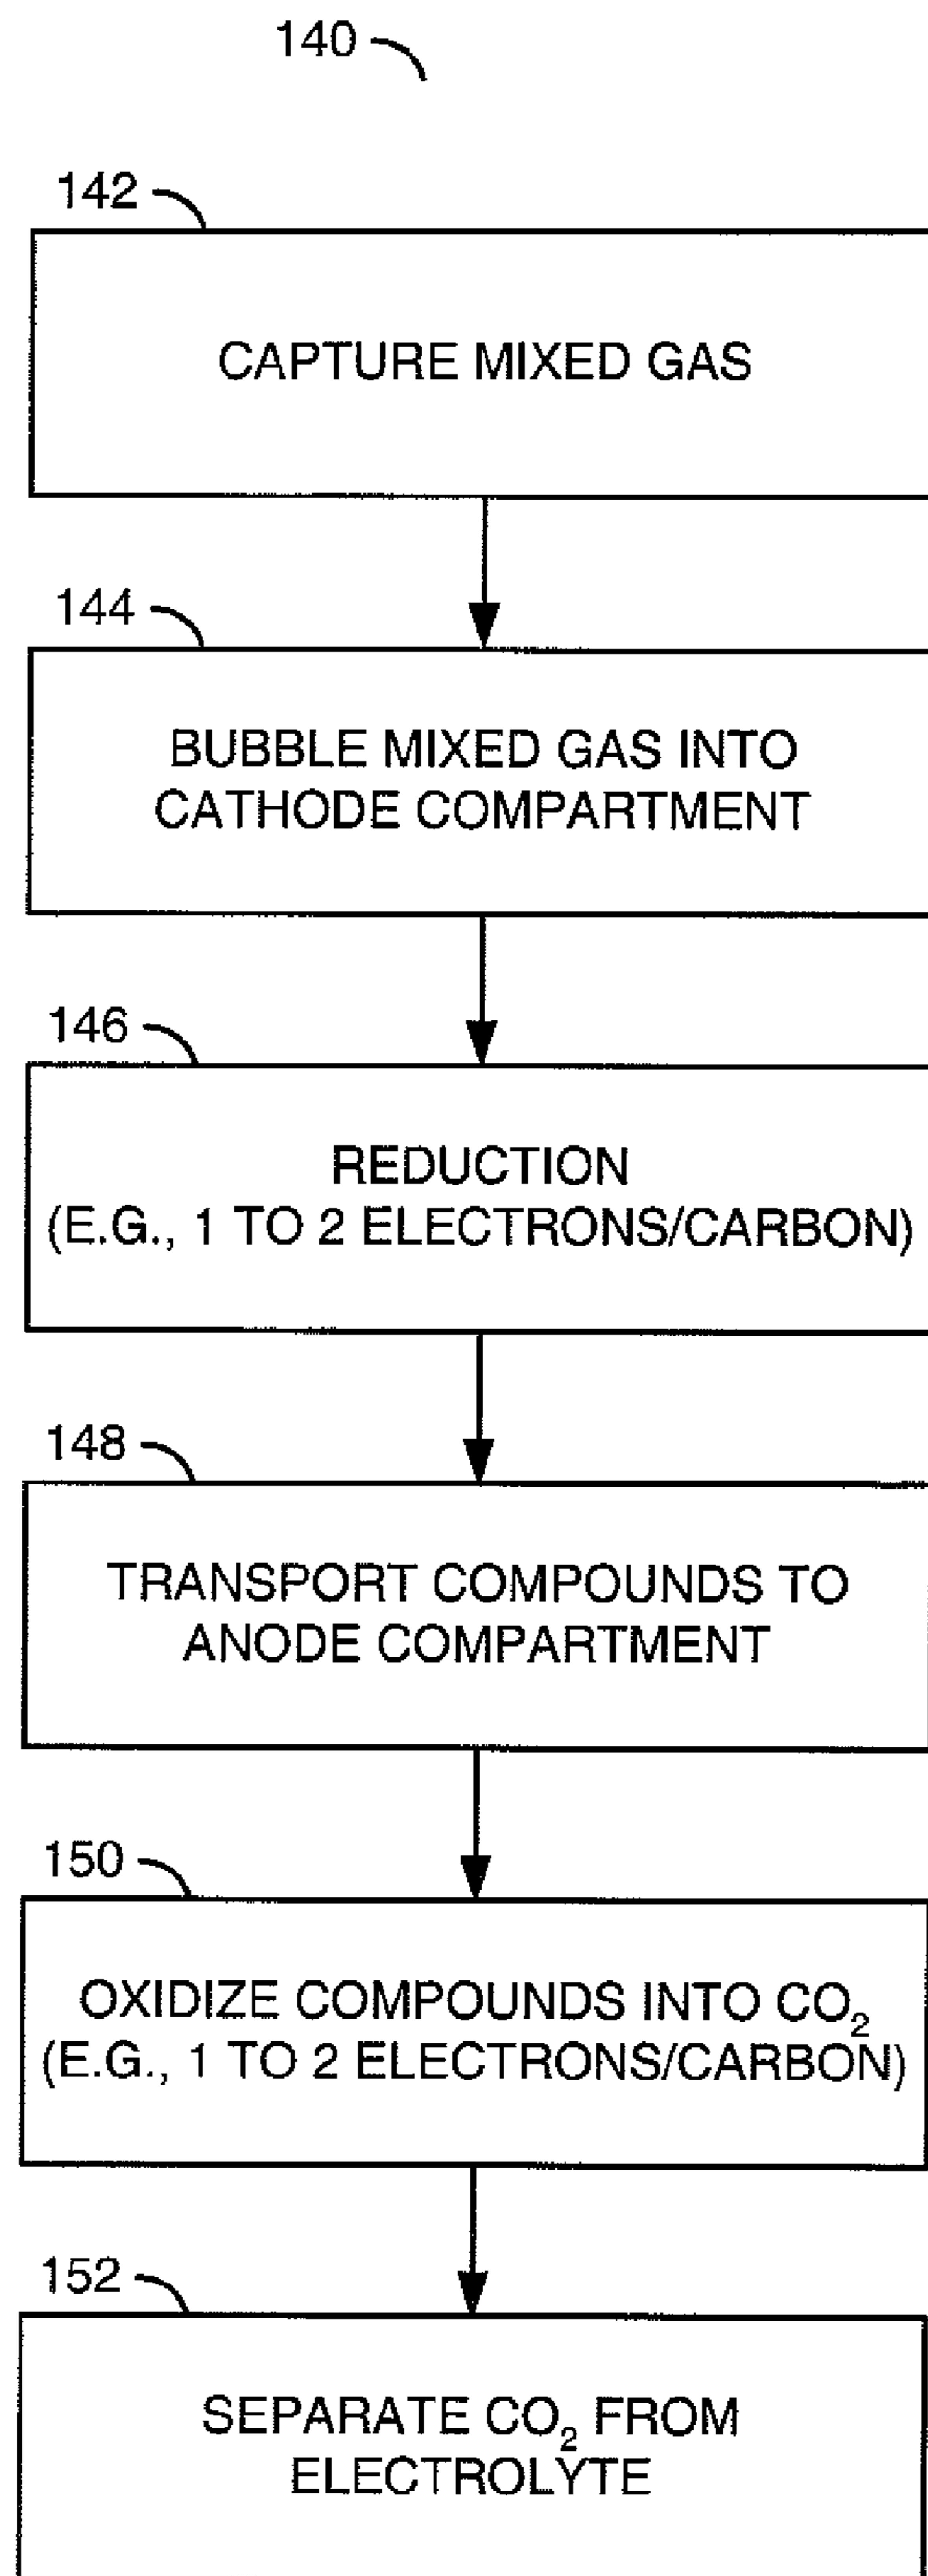 140
142
CAPTURE MIXED GAS
144
BUBBLE MIXED GAS INTO
CATHODE COMPARTMENT
146
REDUCTION
(E.G., 1 TO 2 ELECTRONS/CARBON)
148
TRANSPORT COMPOUNDS TO
ANODE COMPARTMENT
150
OXIDIZE COMPOUNDS INTO CO₂
(E.G., 1 TO 2 ELECTRONS/CARBON)
152
SEPARATE CO₂ FROM
ELECTROLYTE